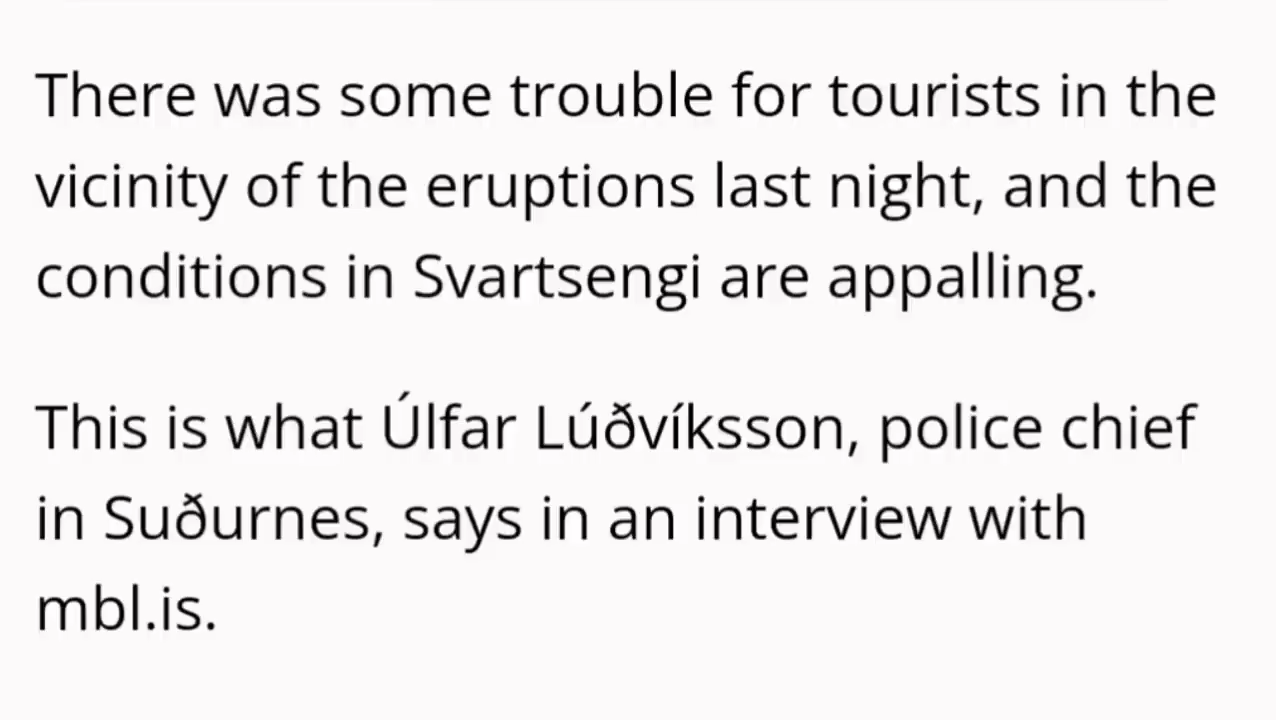 There was some trouble for tourists in the
vicinity of the eruptions last night, and the
conditions in Svartsengi are appalling.
This is what Úlfar Lúðvíksson, police chief
in Suðurnes, says in an interview with
mbl.is.